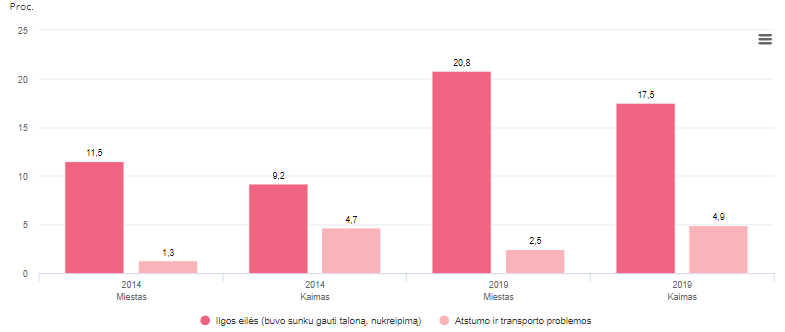 Proc.
25
20
15
10
5
0
11,5
1,3
9,2
4,7
20,8
2,5
17,5
4,9
2014
Miestas
2014
Kaimas
2019
Miestas
2019
Kaimas
Ilgos eilės (buvo sunku gauti taloną, nukreipimą)
Atstumo ir transporto problemos